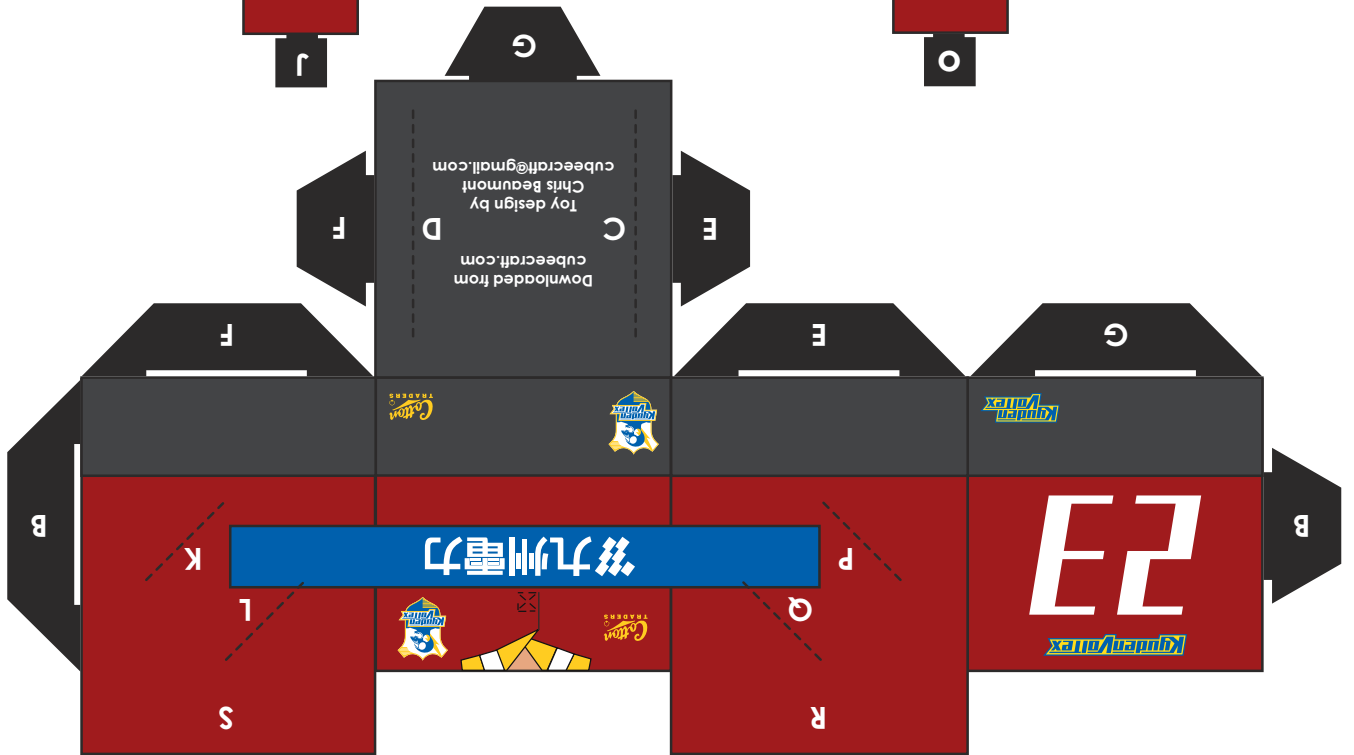 R
S
KyudenVoltex
Cotton
TRADERS
Kyuden
Voltex
Q
L
P
K
23
九州電力
B
B
Kyuden
Voltex
Kyuden
Voltex
Cotton
TRADERS
G
E
F
Downloaded from
cubeecraft.com
E
C
D
F
Toy design by
Chris Beaumont
cubeecraft@gmail.com
G
O
J